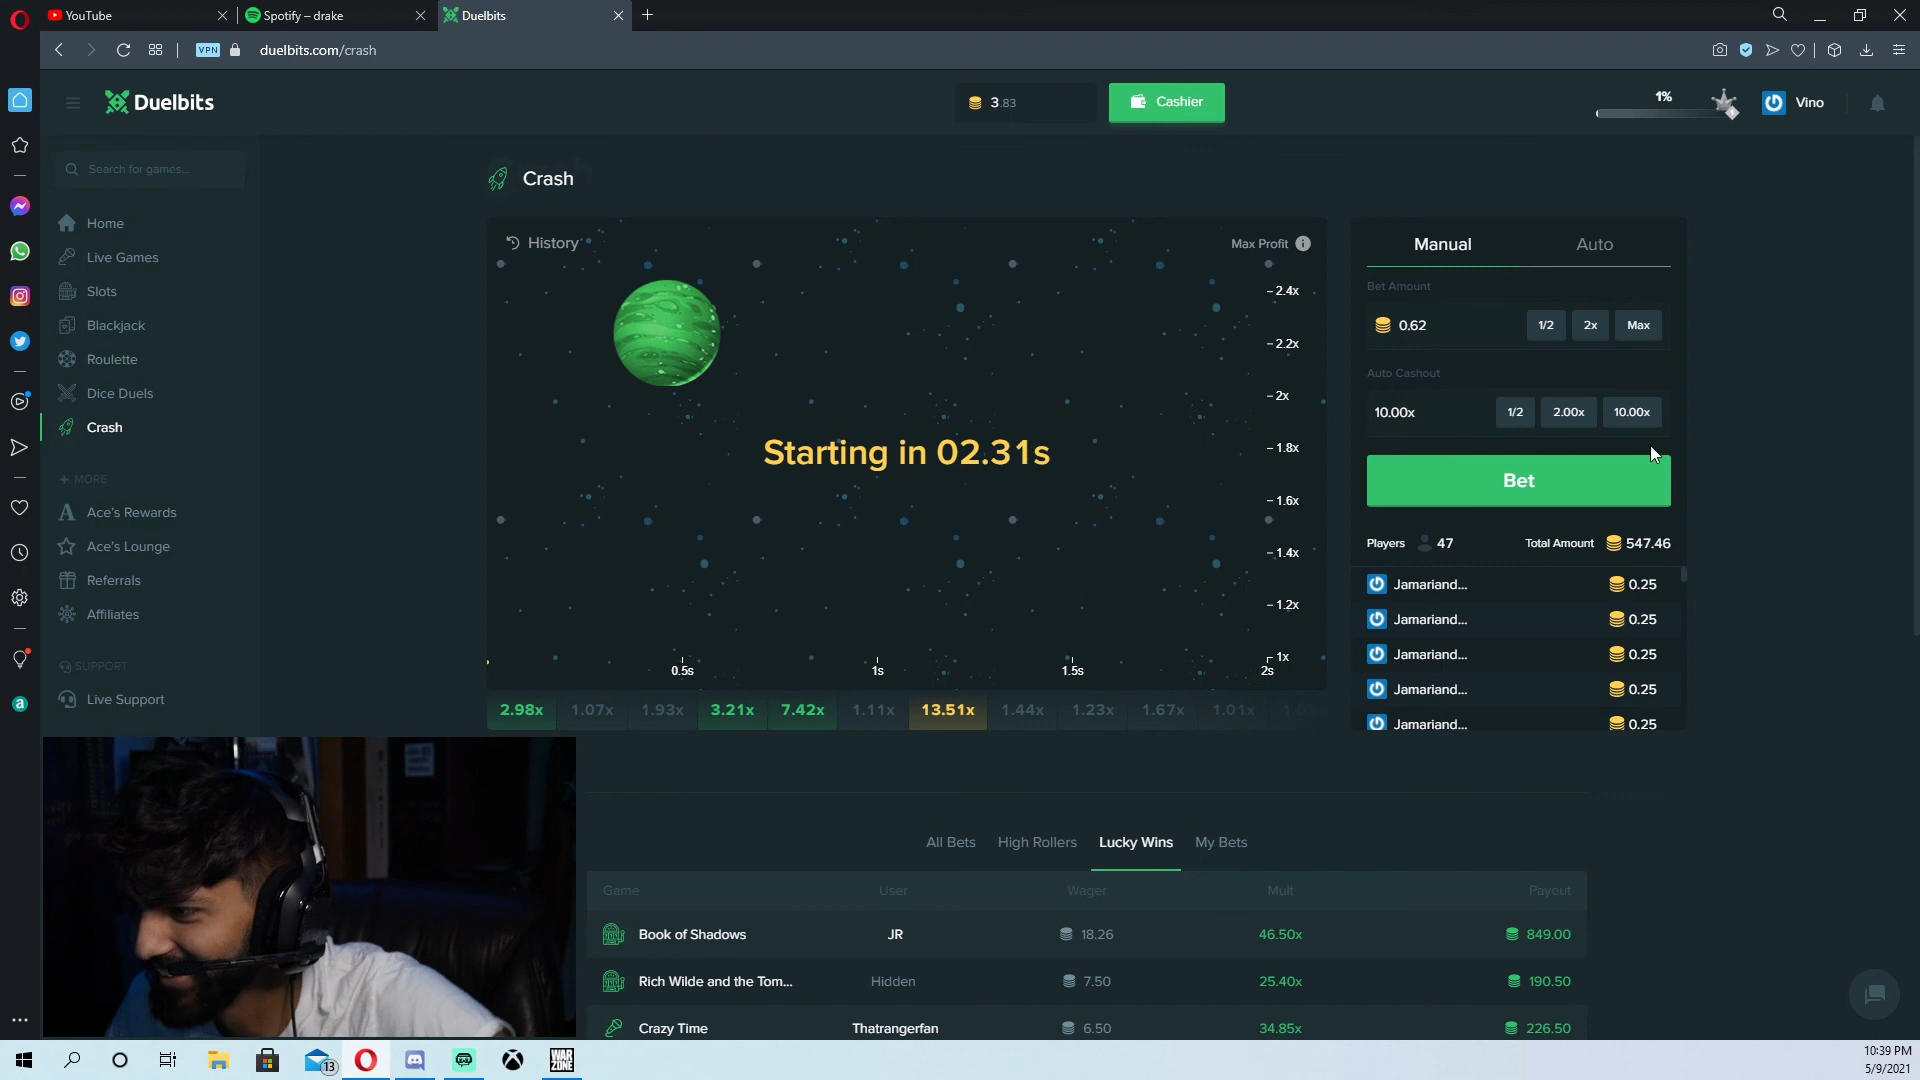 YouTube
Spotify – drake
Duelbits
VPN
duelbits.com/crash
Duelbits
3.83
Cashier
1%
Vino
Search for games...
Home
Live Games
Slots
Blackjack
Roulette
Dice Duels
Crash
MORE
Ace's Rewards
Ace's Lounge
Referrals
Affiliates
SUPPORT
Live Support
Crash
History
Max Profit
2.4x
2.2x
2x
1.8x
1.6x
1.4x
1.2x
1x
Starting in 02.31s
0.5s 1s 1.5s 2s
2.98x 1.07x 1.93x 3.21x 7.42x 1.11x 13.51x 1.44x 1.23x 1.67x 1.01x
Manual Auto
Bet Amount
0.62 1/2 2x Max
Auto Cashout
10.00x 1/2 2.00x 10.00x
Bet
Players 47 Total Amount 547.46
Jamariand... 0.25
Jamariand... 0.25
Jamariand... 0.25
Jamariand... 0.25
Jamariand... 0.25
All Bets High Rollers Lucky Wins My Bets
Game User Wager Mult Payout
Book of Shadows JR 18.26 46.50x 849.00
Rich Wilde and the Tom... Hidden 7.50 25.40x 190.50
Crazy Time Thatrangerfan 6.50 34.85x 226.50
13
WAR
ZONE
10:39 PM
5/9/2021